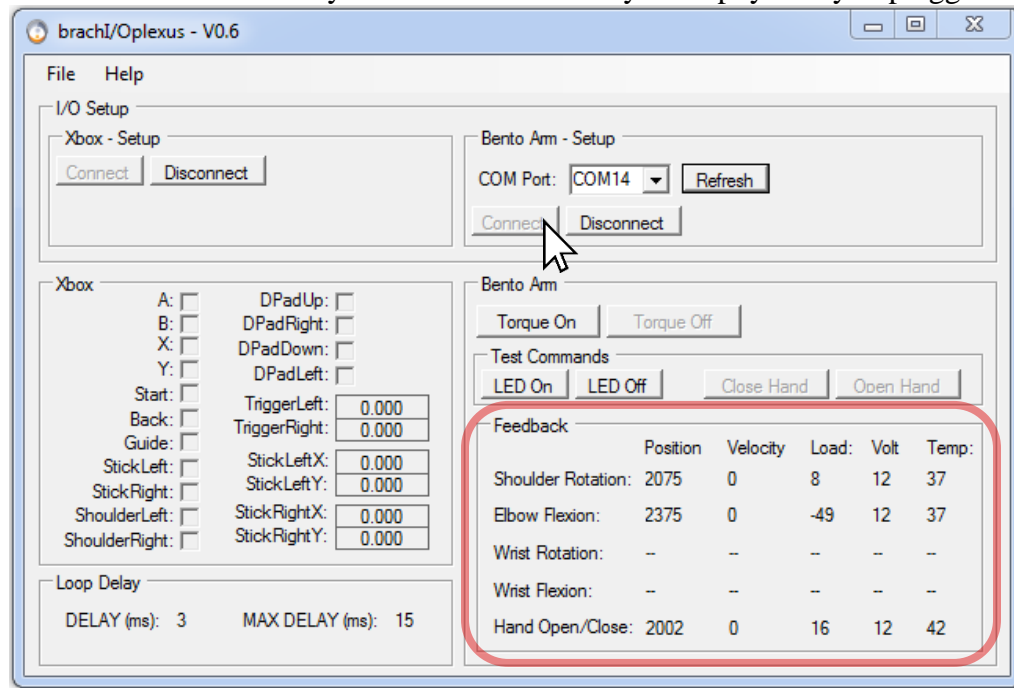 brachI/Oplexus - V0.6
File Help
I/O Setup
Xbox - Setup
Connect Disconnect
Bento Arm - Setup
COM Port: COM14 Refresh
Connect Disconnect
Xbox
A:
B:
X:
Y:
Start:
Back:
Guide:
StickLeft:
StickRight:
ShoulderLeft:
ShoulderRight:
DPadUp:
DPadRight:
DPadDown:
DPadLeft:
TriggerLeft: 0.000
TriggerRight: 0.000
StickLeftX: 0.000
StickLeftY: 0.000
StickRightX: 0.000
StickRightY: 0.000
Loop Delay
DELAY (ms): 3 MAX DELAY (ms): 15
Bento Arm
Torque On Torque Off
Test Commands
LED On LED Off Close Hand Open Hand
Feedback
Position Velocity Load: Volt Temp:
Shoulder Rotation: 2075 0 8 12 37
Elbow Flexion: 2375 0 -49 12 37
Wrist Rotation: -- -- -- -- --
Wrist Flexion: -- -- -- -- --
Hand Open/Close: 2002 0 16 12 42